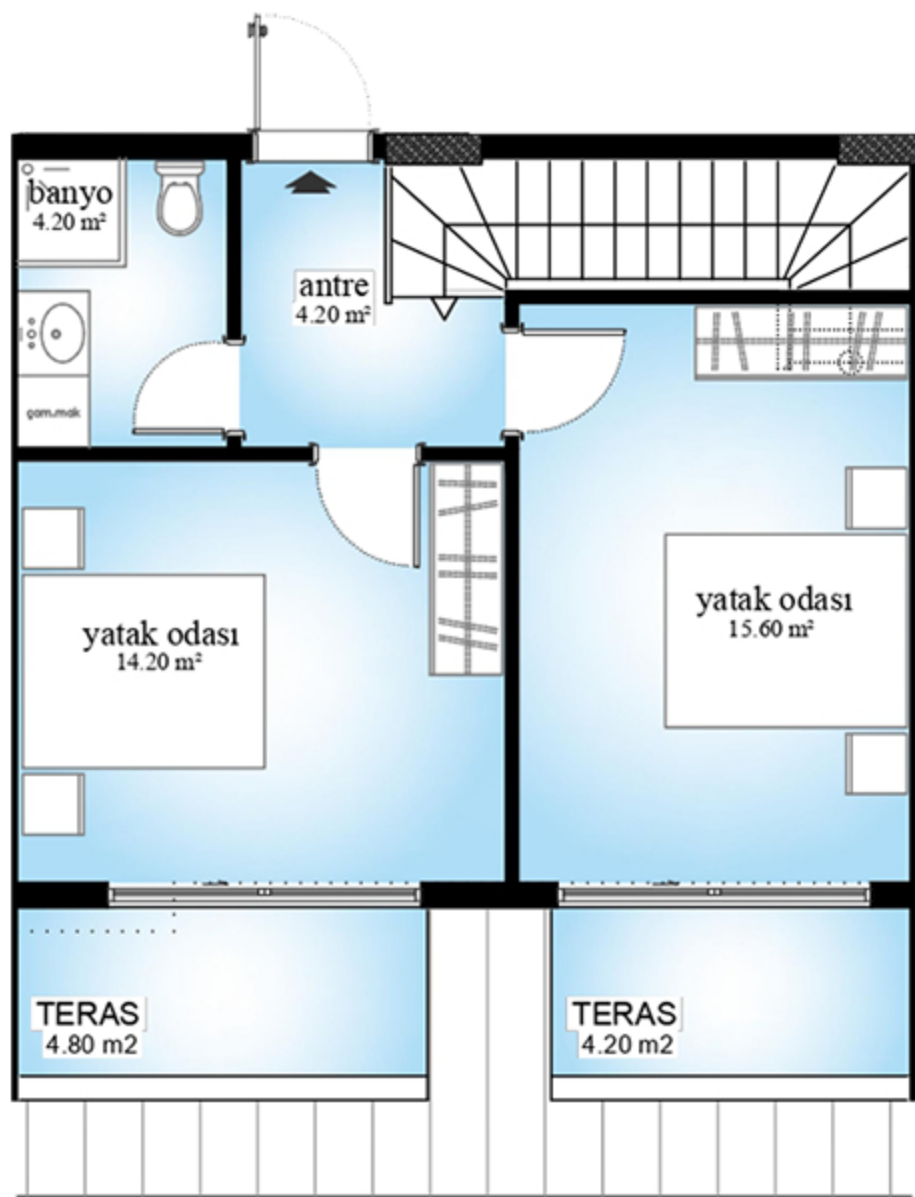 banyo
4.20 m²
antre
4.20 m²
çam.mak
yatak odası
14.20 m²
yatak odası
15.60 m²
TERAS
4.80 m2
TERAS
4.20 m2